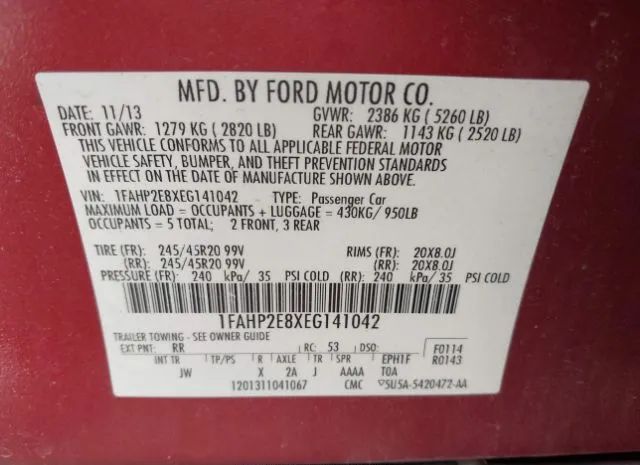 MFD. BY FORD MOTOR CO.
DATE: 11/13 GVWR: 2386 KG ( 5260 LB)
FRONT GAWR: 1279 KG ( 2820 LB) REAR GAWR: 1143 KG ( 2520 LB)
THIS VEHICLE CONFORMS TO ALL APPLICABLE FEDERAL MOTOR
VEHICLE SAFETY, BUMPER, AND THEFT PREVENTION STANDARDS
IN EFFECT ON THE DATE OF MANUFACTURE SHOWN ABOVE.
VIN: 1FAHP2E8XEG141042 TYPE: Passenger Car
MAXIMUM LOAD = OCCUPANTS + LUGGAGE = 430KG/ 950LB
OCCUPANTS = 5 TOTAL; 2 FRONT, 3 REAR
TIRE (FR): 245/45R20 99V RIMS (FR): 20X8.0J
(RR): 245/45R20 99V (RR): 20X8.0J
PRESSURE (FR): 240 kPa/ 35 PSI COLD (RR): 240 kPa/ 35 PSI COLD
1FAHP2E8XEG141042
TRAILER TOWING - SEE OWNER GUIDE
EXT PNT: RR RC: 53 DSO: F0114
INT TR TP/PS R AXLE TR SPR EPH1F R0143
JW X 2A J AAAA T0A
1201311041067 CMC ▽5U5A-5420472-AA